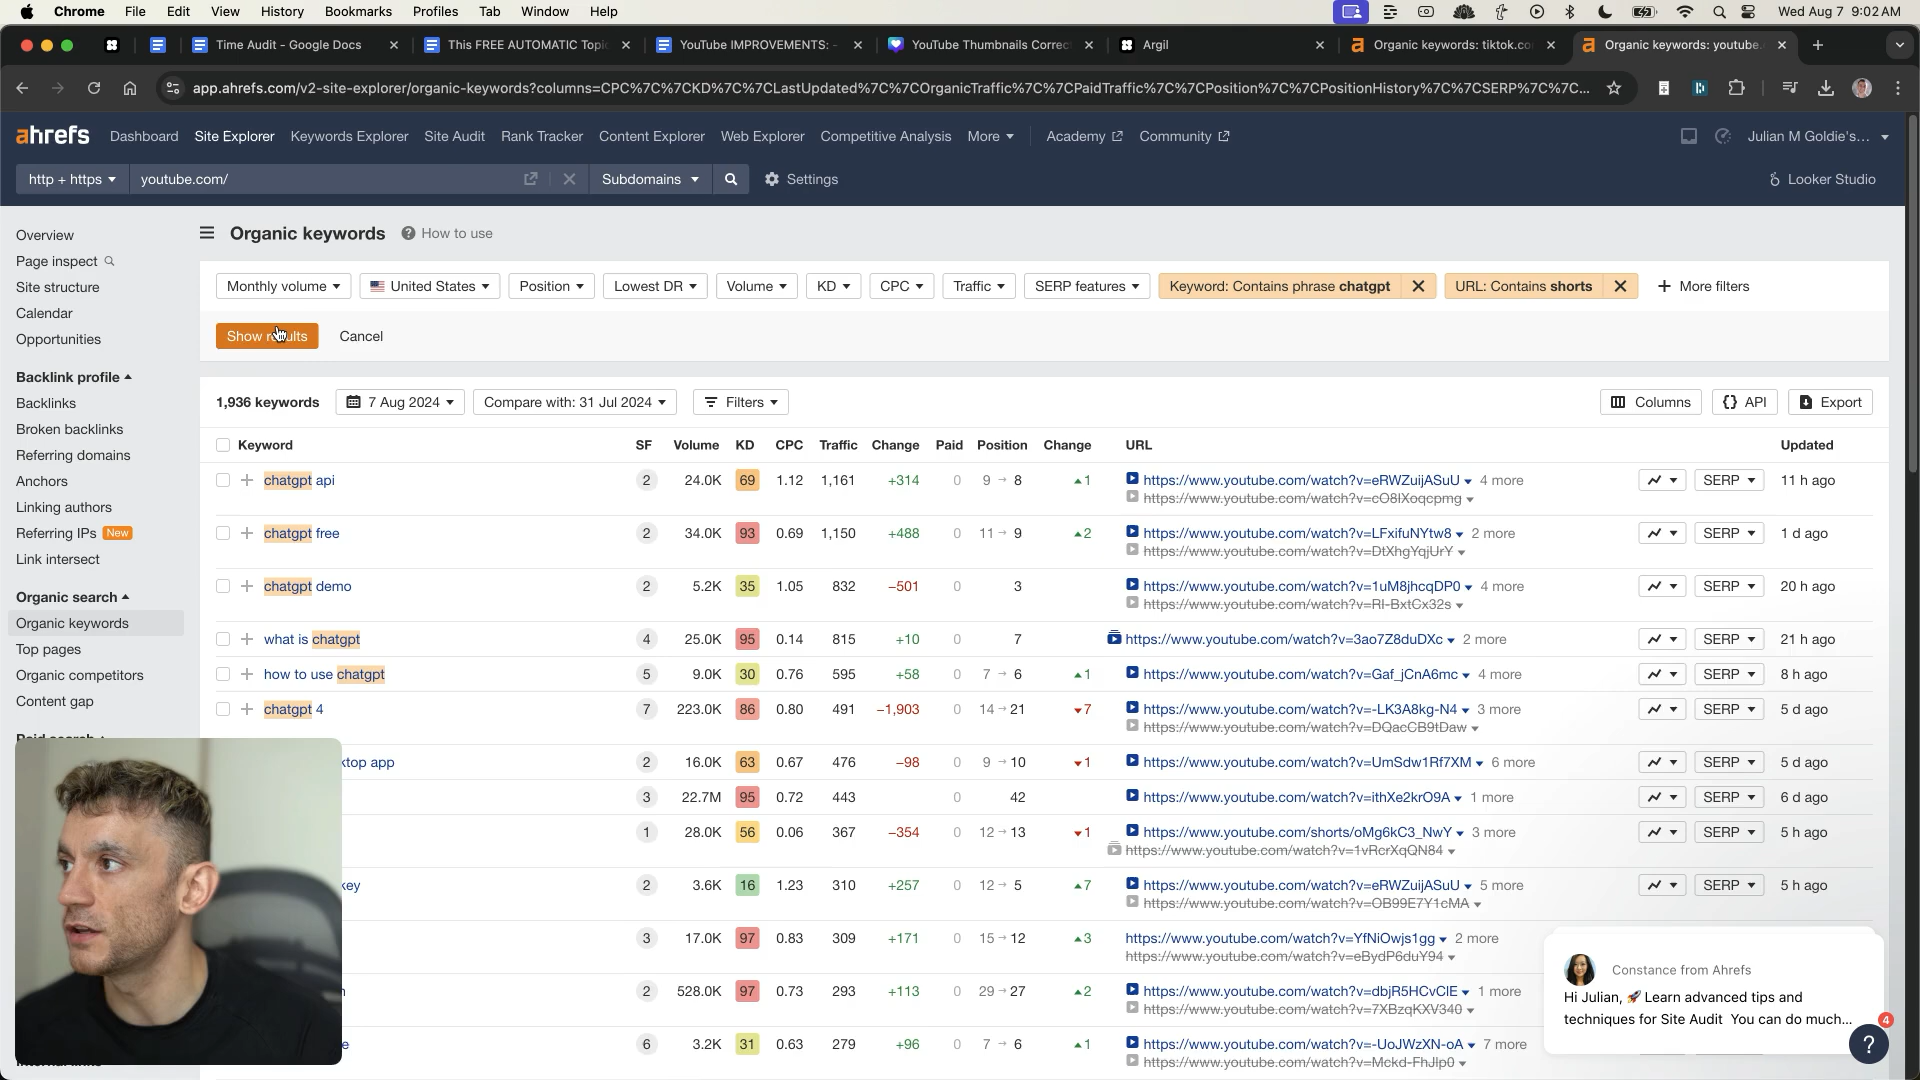 Chrome File Edit View History Bookmarks Profiles Tab Window Help Wed Aug 7 9:02 AM
Time Audit - Google Docs This FREE AUTOMATIC Topi YouTube IMPROVEMENTS: - YouTube Thumbnails Correc Argil Organic keywords: tiktok.co Organic keywords: youtube.
app.ahrefs.com/v2-site-explorer/organic-keywords?columns=CPC%7C%7CKD%7C%7CLastUpdated%7C%7COrganicTraffic%7C%7CPaidTraffic%7C%7CPosition%7C%7CPositionHistory%7C%7CSERP%7C%7C...
ahrefs Dashboard Site Explorer Keywords Explorer Site Audit Rank Tracker Content Explorer Web Explorer Competitive Analysis More Academy Community Julian M Goldie's...
http + https youtube.com/ Subdomains Settings Looker Studio
Overview
Page inspect
Site structure
Calendar
Opportunities
Backlink profile
Backlinks
Broken backlinks
Referring domains
Anchors
Linking authors
Referring IPs New
Link intersect
Organic search
Organic keywords
Top pages
Organic competitors
Content gap
Organic keywords How to use
Monthly volume United States Position Lowest DR Volume KD CPC Traffic SERP features Keyword: Contains phrase chatgpt URL: Contains shorts More filters
Show results Cancel
1,936 keywords 7 Aug 2024 Compare with: 31 Jul 2024 Filters Columns API Export
Keyword SF Volume KD CPC Traffic Change Paid Position Change URL Updated
chatgpt api 2 24.0K 69 1.12 1,161 +314 0 9 → 8 1 https://www.youtube.com/watch?v=eRWZuijASuU 4 more SERP 11 h ago
https://www.youtube.com/watch?v=cO8IXoqcpmg
chatgpt free 2 34.0K 93 0.69 1,150 +488 0 11 → 9 2 https://www.youtube.com/watch?v=LFxifuNYtw8 2 more SERP 1 d ago
https://www.youtube.com/watch?v=DtXhgYqjUrY
chatgpt demo 2 5.2K 35 1.05 832 −501 0 3 https://www.youtube.com/watch?v=1uM8jhcqDP0 4 more SERP 20 h ago
https://www.youtube.com/watch?v=RI-BxtCx32s
what is chatgpt 4 25.0K 95 0.14 815 +10 0 7 https://www.youtube.com/watch?v=3ao7Z8duDXc 2 more SERP 21 h ago
how to use chatgpt 5 9.0K 30 0.76 595 +58 0 7 → 6 1 https://www.youtube.com/watch?v=Gaf_jCnA6mc 4 more SERP 8 h ago
chatgpt 4 7 223.0K 86 0.80 491 −1,903 0 14 → 21 7 https://www.youtube.com/watch?v=-LK3A8kg-N4 3 more SERP 5 d ago
https://www.youtube.com/watch?v=DQacCB9tDaw
ktop app 2 16.0K 63 0.67 476 −98 0 9 → 10 1 https://www.youtube.com/watch?v=UmSdw1Rf7XM 6 more SERP 5 d ago
3 22.7M 95 0.72 443 0 42 https://www.youtube.com/watch?v=ithXe2krO9A 1 more SERP 6 d ago
1 28.0K 56 0.06 367 −354 0 12 → 13 1 https://www.youtube.com/shorts/oMg6kC3_NwY 3 more SERP 5 h ago
https://www.youtube.com/watch?v=1vRcrXqQN84
key 2 3.6K 16 1.23 310 +257 0 12 → 5 7 https://www.youtube.com/watch?v=eRWZuijASuU 5 more SERP 5 h ago
https://www.youtube.com/watch?v=OB99E7Y1cMA
3 17.0K 97 0.83 309 +171 0 15 → 12 3 https://www.youtube.com/watch?v=YfNiOwjs1gg 2 more
https://www.youtube.com/watch?v=eBydP6duY94
2 528.0K 97 0.73 293 +113 0 29 → 27 2 https://www.youtube.com/watch?v=dbjR5HCvClE 1 more
https://www.youtube.com/watch?v=7XBzqKXV340
e 6 3.2K 31 0.63 279 +96 0 7 → 6 1 https://www.youtube.com/watch?v=-UoJWzXN-oA 7 more
https://www.youtube.com/watch?v=Mckd-FhJlp0
Constance from Ahrefs
Hi Julian, 🚀 Learn advanced tips and
techniques for Site Audit You can do much...
4
?